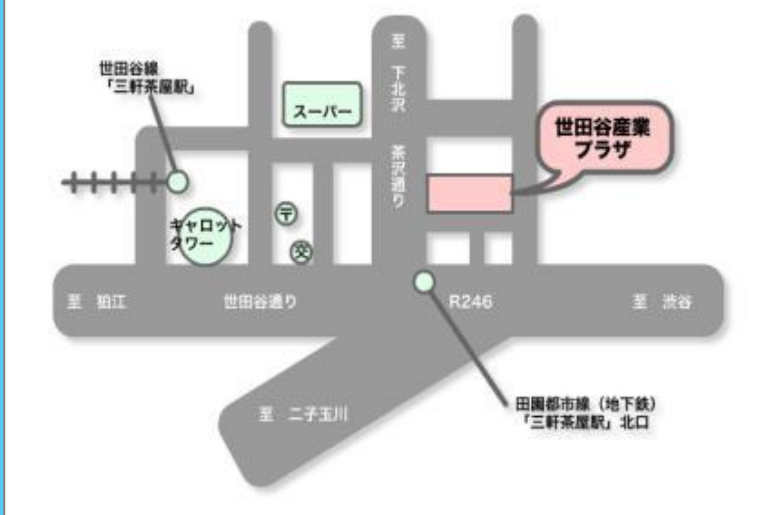 世田谷線
「三軒茶屋駅」
スーパー
至 下北沢
茶沢通り
世田谷産業
プラザ
キャロット
タワー
〒
交
至 狛江
世田谷通り
R246
至 渋谷
至 二子玉川
田園都市線（地下鉄）
「三軒茶屋駅」北口